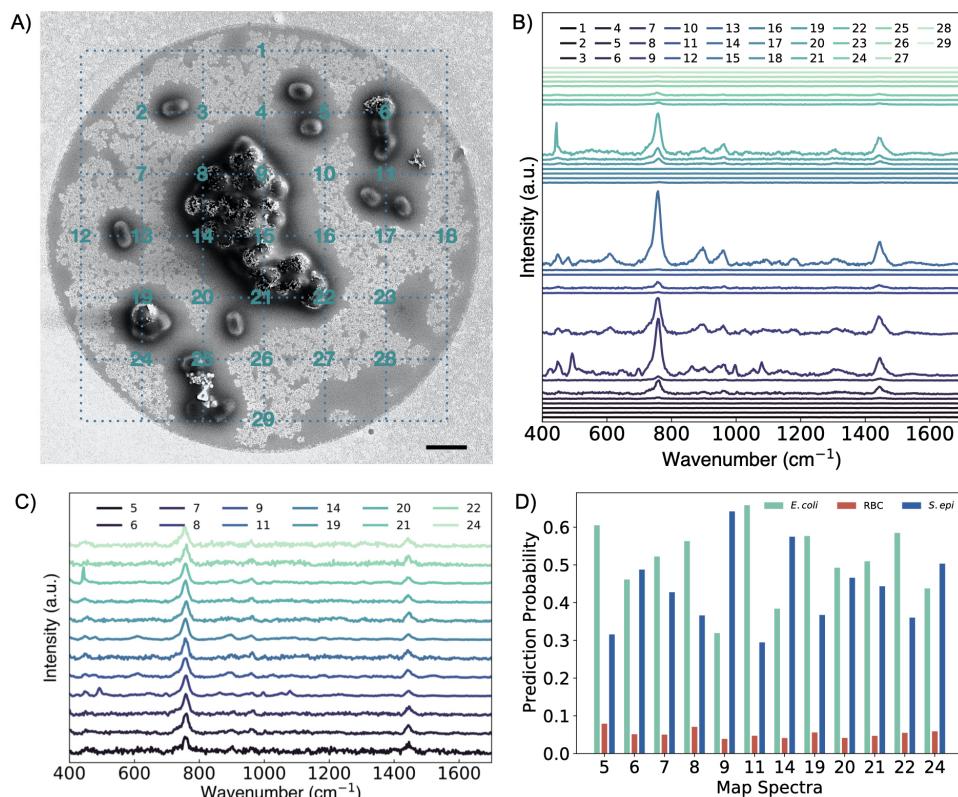 A)
1
2 3 4 5 6
7 8 9 10 11
12 13 14 15 16 17 18
19 20 21 22 23
24 25 26 27 28
29
B)
1 4 7 10 13 16 19 22 25 28
2 5 8 11 14 17 20 23 26 29
3 6 9 12 15 18 21 24 27
Intensity (a.u.)
400 600 800 1000 1200 1400 1600
Wavenumber (cm⁻¹)
C)
5 7 9 14 20 22
6 8 11 19 21 24
Intensity (a.u.)
400 600 800 1000 1200 1400 1600
Wavenumber (cm⁻¹)
D)
E. coli RBC S. epi
Prediction Probability
0.6
0.5
0.4
0.3
0.2
0.1
0.0
5 6 7 8 9 11 14 19 20 21 22 24
Map Spectra